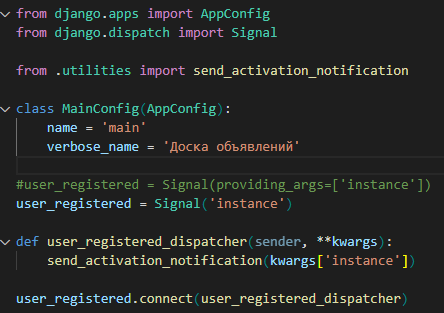 from django.apps import AppConfig
from django.dispatch import Signal
from .utilities import send_activation_notification
class MainConfig(AppConfig):
    name = 'main'
    verbose_name = 'Доска объявлений'
#user_registered = Signal(providing_args=['instance'])
user_registered = Signal('instance')
def user_registered_dispatcher(sender, **kwargs):
    send_activation_notification(kwargs['instance'])
user_registered.connect(user_registered_dispatcher)